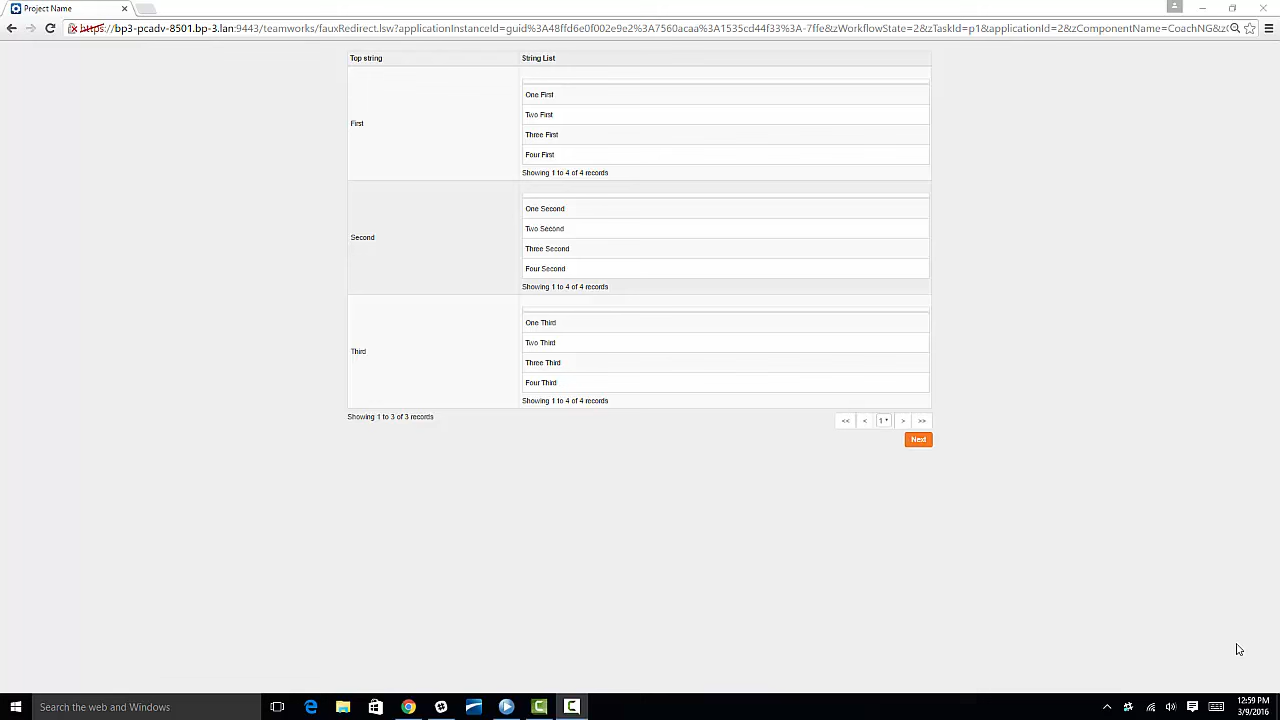 Project Name
https://bp3-pcadv-8501.bp-3.lan:9443/teamworks/fauxRedirect.lsw?applicationInstanceId=guid%3A48ffd6e0f002e9e2%3A7560acaa%3A1535cd44f33%3A-7ffe&zWorkflowState=2&zTaskId=p1&applicationId=2&zComponentName=CoachNG&zC
Top string String List
First
One First
Two First
Three First
Four First
Showing 1 to 4 of 4 records
Second
One Second
Two Second
Three Second
Four Second
Showing 1 to 4 of 4 records
Third
One Third
Two Third
Three Third
Four Third
Showing 1 to 4 of 4 records
Showing 1 to 3 of 3 records << < 1 > >>
Next
Search the web and Windows
12:59 PM
3/9/2016